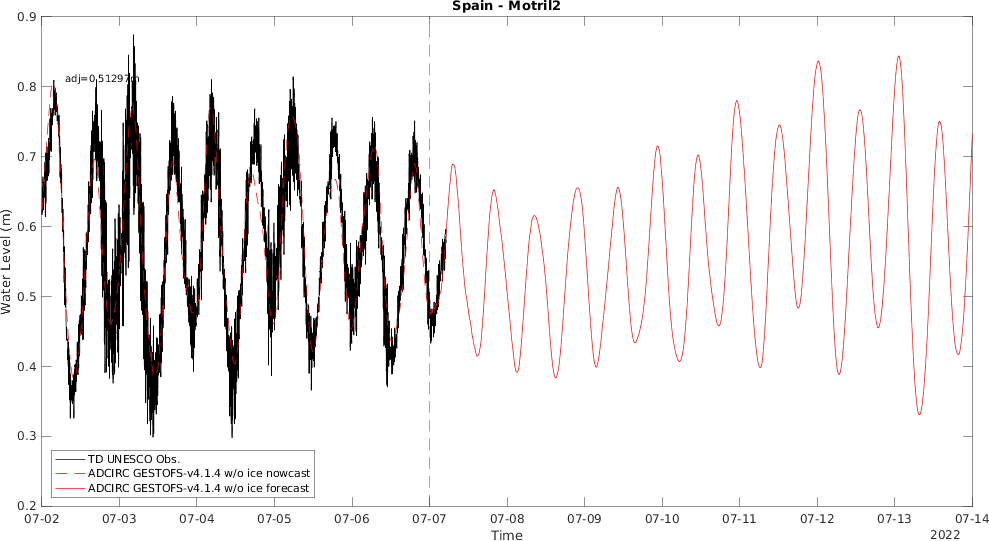 Spain - Motril2
0.9
0.8
0.7
0.6
0.5
0.4
0.3
0.2
Water Level (m)
adj=0.51297m
TD UNESCO Obs.
ADCIRC GESTOFS-v4.1.4 w/o ice nowcast
ADCIRC GESTOFS-v4.1.4 w/o ice forecast
07-02 07-03 07-04 07-05 07-06 07-07 07-08 07-09 07-10 07-11 07-12 07-13 07-14
Time
2022